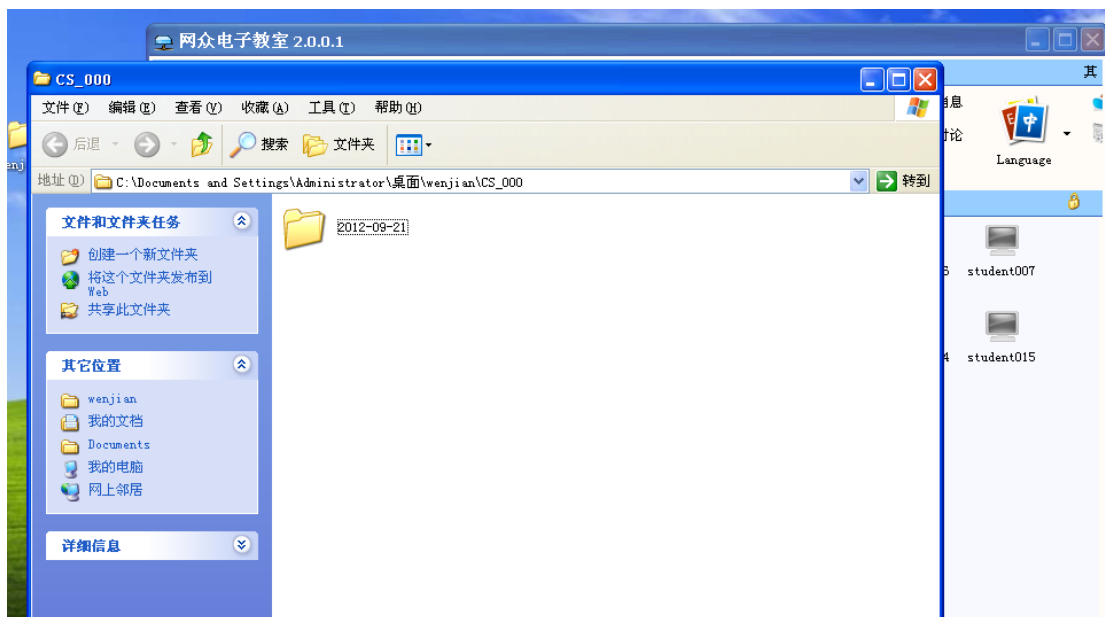 网众电子教室 2.0.0.1
CS_000
其
文件(F) 编辑(E) 查看(V) 收藏(A) 工具(T) 帮助(H)
后退 搜索 文件夹
讨论
Language
地址(D) C:\Documents and Settings\Administrator\桌面\wenjian\CS_000 转到
文件和文件夹任务
2012-09-21
创建一个新文件夹
将这个文件夹发布到
Web
共享此文件夹
student007
其它位置
4 student015
wenjian
我的文档
Documents
我的电脑
网上邻居
详细信息